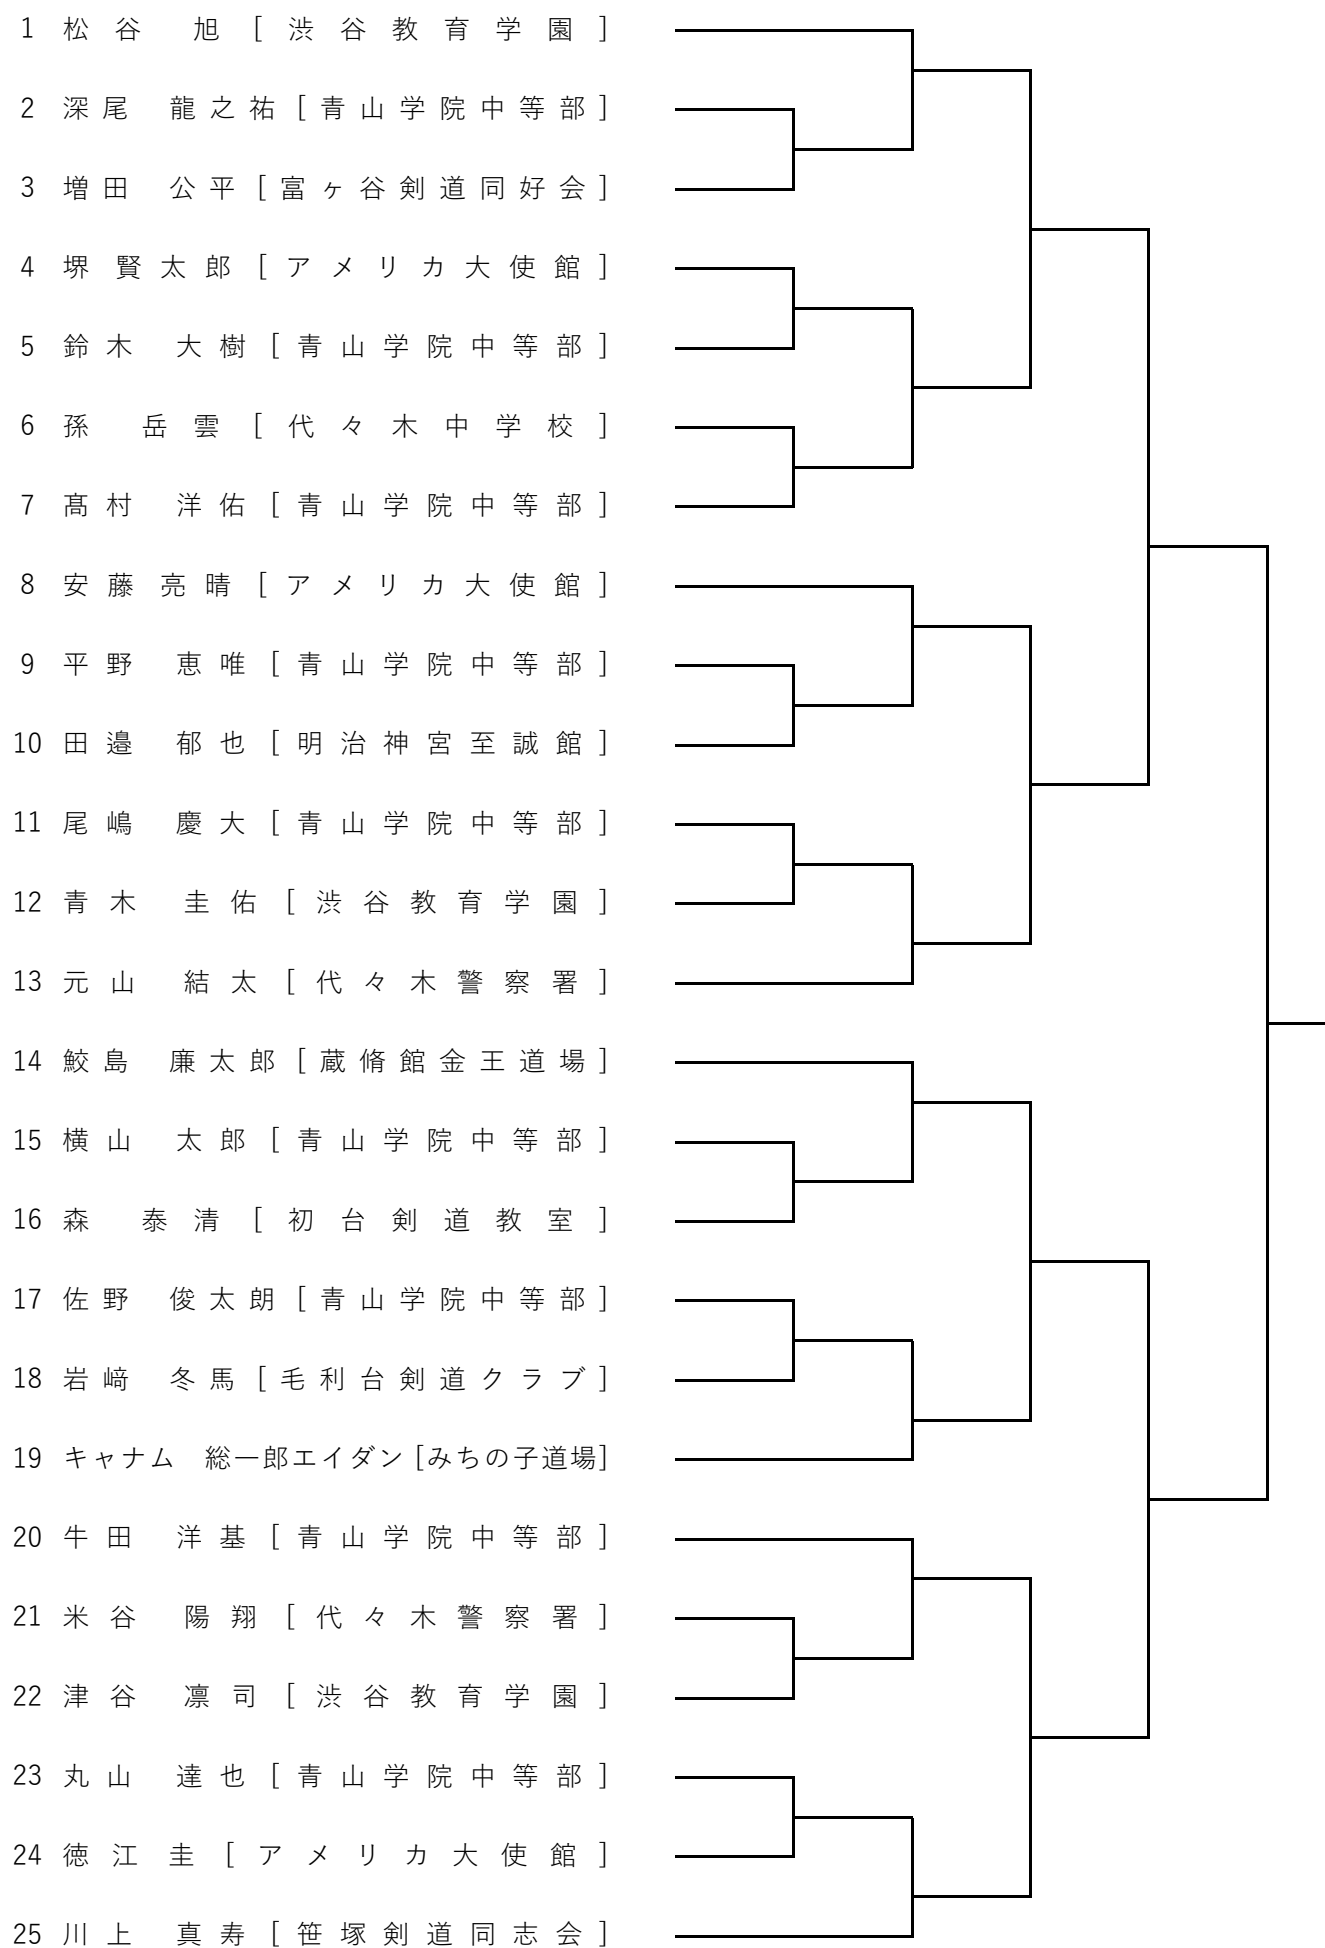 1 松谷 旭 [渋谷教育学園]
2 深尾 龍之祐 [青山学院中等部]
3 増田 公平 [富ヶ谷剣道同好会]
4 堺 賢太郎 [アメリカ大使館]
5 鈴木 大樹 [青山学院中等部]
6 孫 岳雲 [代々木中学校]
7 髙村 洋佑 [青山学院中等部]
8 安藤 亮晴 [アメリカ大使館]
9 平野 恵唯 [青山学院中等部]
10 田邉 郁也 [明治神宮至誠館]
11 尾嶋 慶大 [青山学院中等部]
12 青木 圭佑 [渋谷教育学園]
13 元山 結太 [代々木警察署]
14 鮫島 廉太郎 [蔵脩館金王道場]
15 横山 太郎 [青山学院中等部]
16 森 泰清 [初台剣道教室]
17 佐野 俊太朗 [青山学院中等部]
18 岩﨑 冬馬 [毛利台剣道クラブ]
19 キャナム 総一郎エイダン [みちの子道場]
20 牛田 洋基 [青山学院中等部]
21 米谷 陽翔 [代々木警察署]
22 津谷 凛司 [渋谷教育学園]
23 丸山 達也 [青山学院中等部]
24 徳江 圭 [アメリカ大使館]
25 川上 真寿 [笹塚剣道同志会]